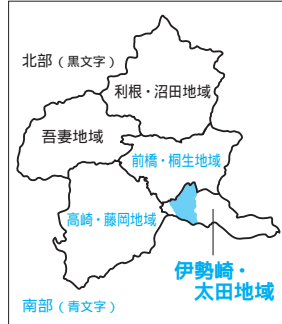 北部（黒文字）
利根・沼田地域
吾妻地域
前橋・桐生地域
高崎・藤岡地域
伊勢崎・
太田地域
南部（青文字）